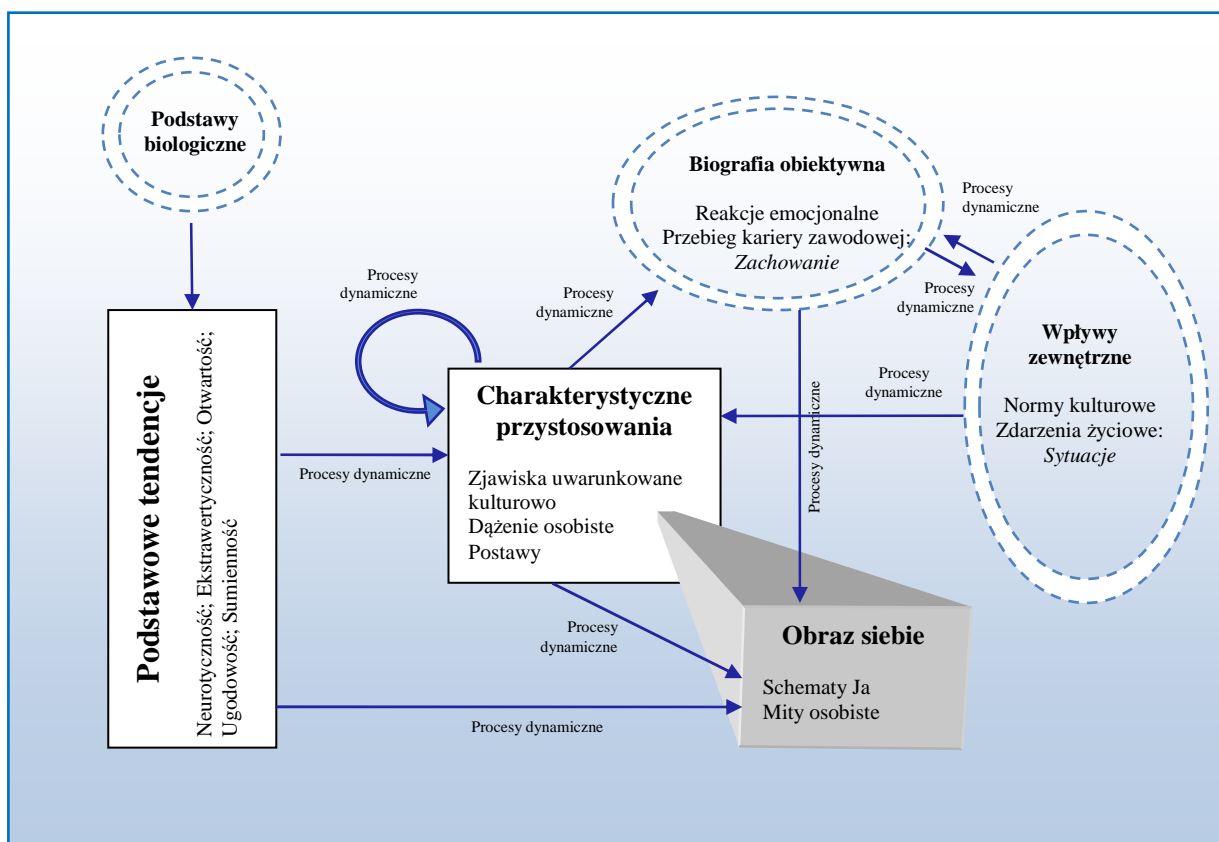 Podstawy
biologiczne
Biografia obiektywna
Reakcje emocjonalne
Przebieg kariery zawodowej;
Zachowanie
Procesy
dynamiczne
Procesy
dynamiczne
Procesy
dynamiczne
Procesy
dynamiczne
Wpływy
zewnętrzne
Normy kulturowe
Zdarzenia życiowe:
Sytuacje
Procesy
dynamiczne
Podstawowe tendencje
Neurotyczność; Ekstrawertyczność; Otwartość;
Ugodowość; Sumienność
Procesy dynamiczne
Charakterystyczne
przystosowania
Zjawiska uwarunkowane
kulturowo
Dążenie osobiste
Postawy
Procesy dynamiczne
Procesy
dynamiczne
Obraz siebie
Schematy Ja
Mity osobiste
Procesy dynamiczne